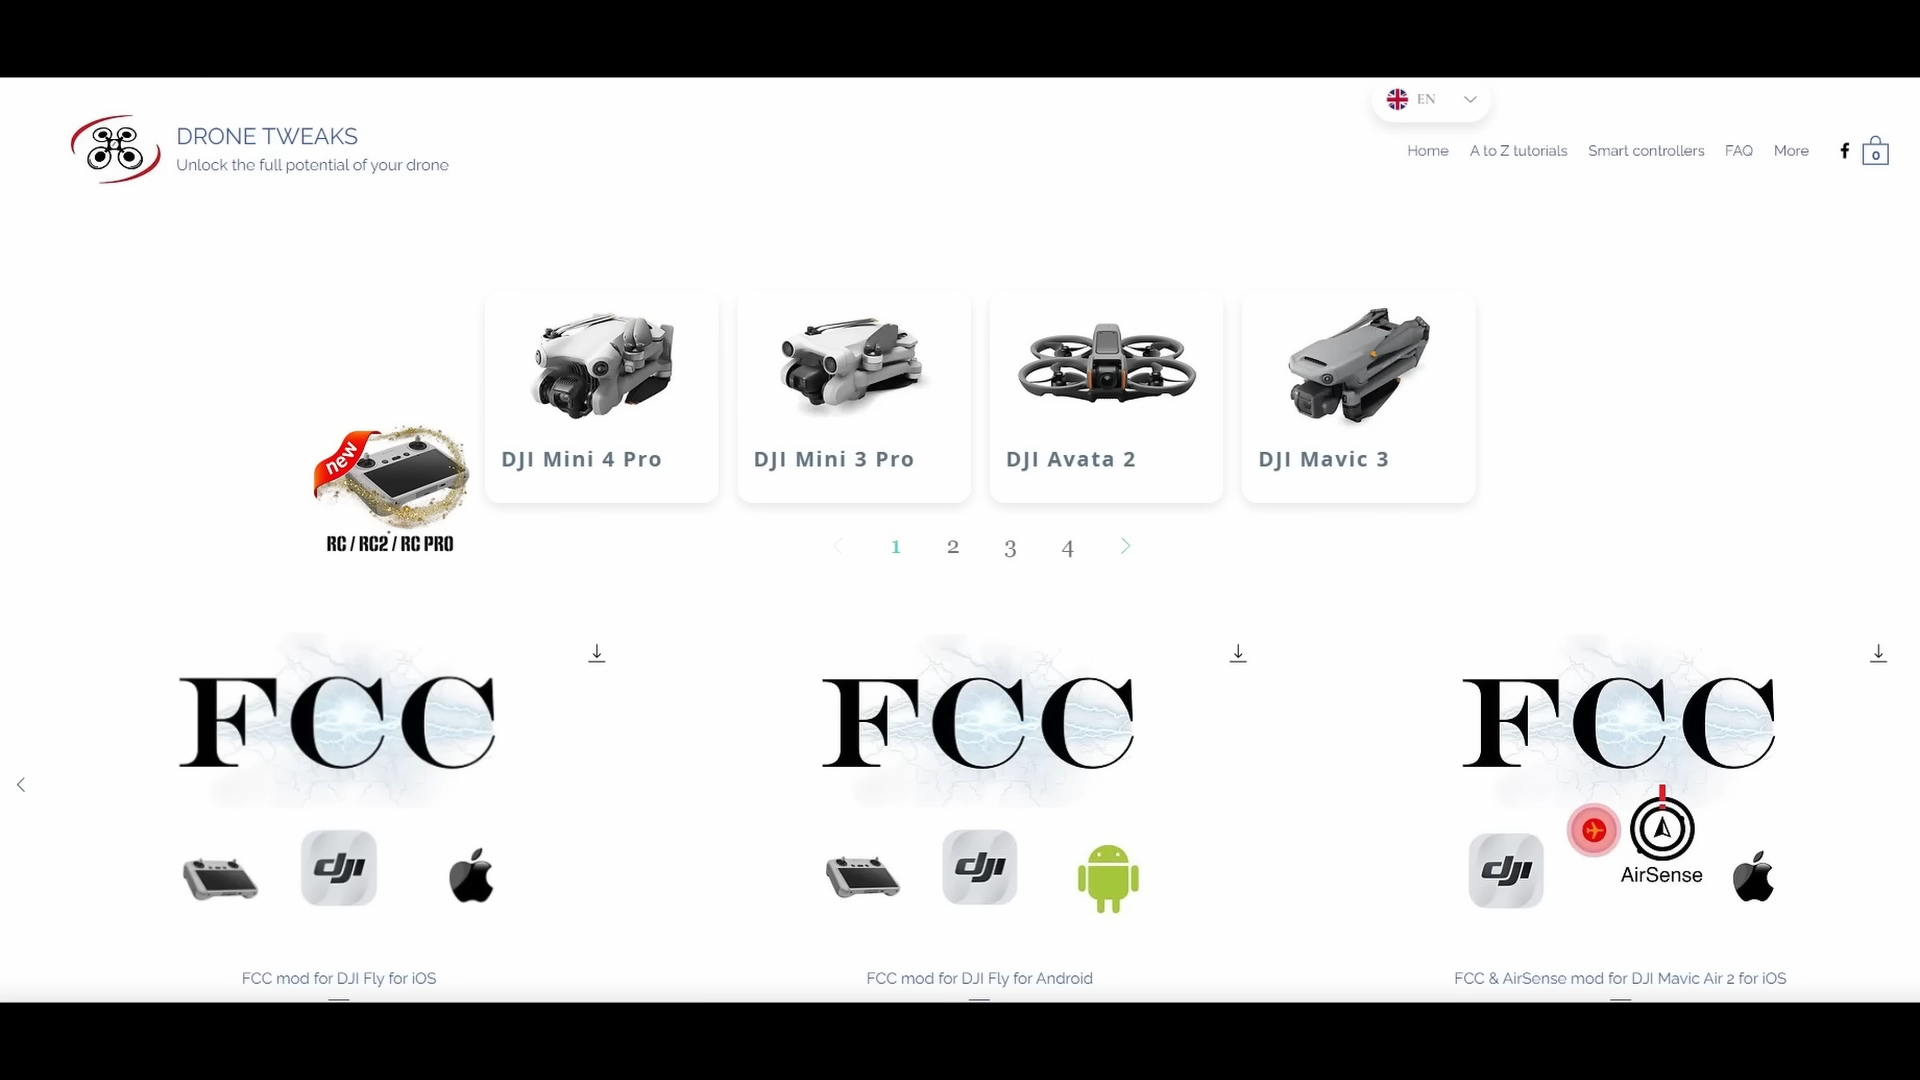 EN
DRONE TWEAKS
Unlock the full potential of your drone
Home A to Z tutorials Smart controllers FAQ More
0
new
RC / RC2 / RC PRO
DJI Mini 4 Pro
DJI Mini 3 Pro
DJI Avata 2
DJI Mavic 3
1 2 3 4
FCC
dji
FCC mod for DJI Fly for iOS
FCC
dji
FCC mod for DJI Fly for Android
FCC
dji
AirSense
FCC & AirSense mod for DJI Mavic Air 2 for iOS